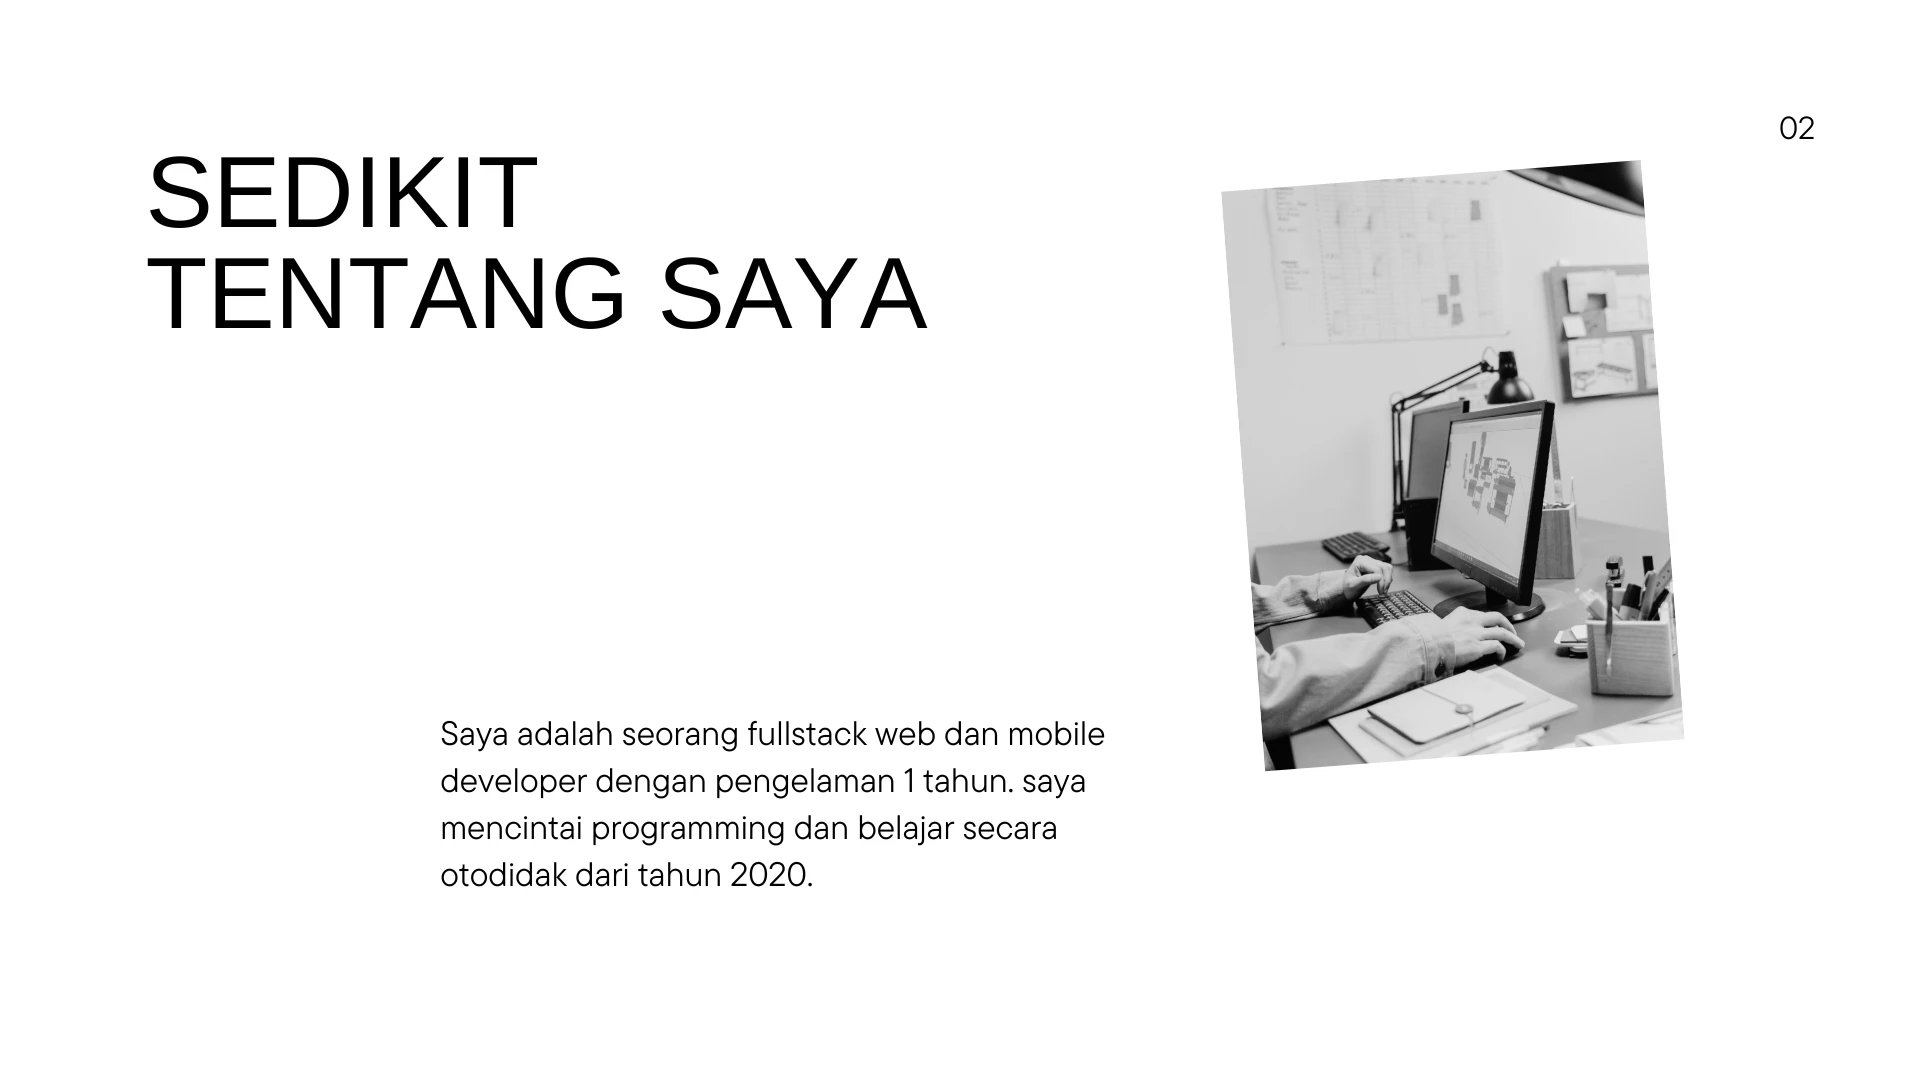 02
SEDIKIT
TENTANG SAYA
Saya adalah seorang fullstack web dan mobile
developer dengan pengelaman 1 tahun. saya
mencintai programming dan belajar secara
otodidak dari tahun 2020.